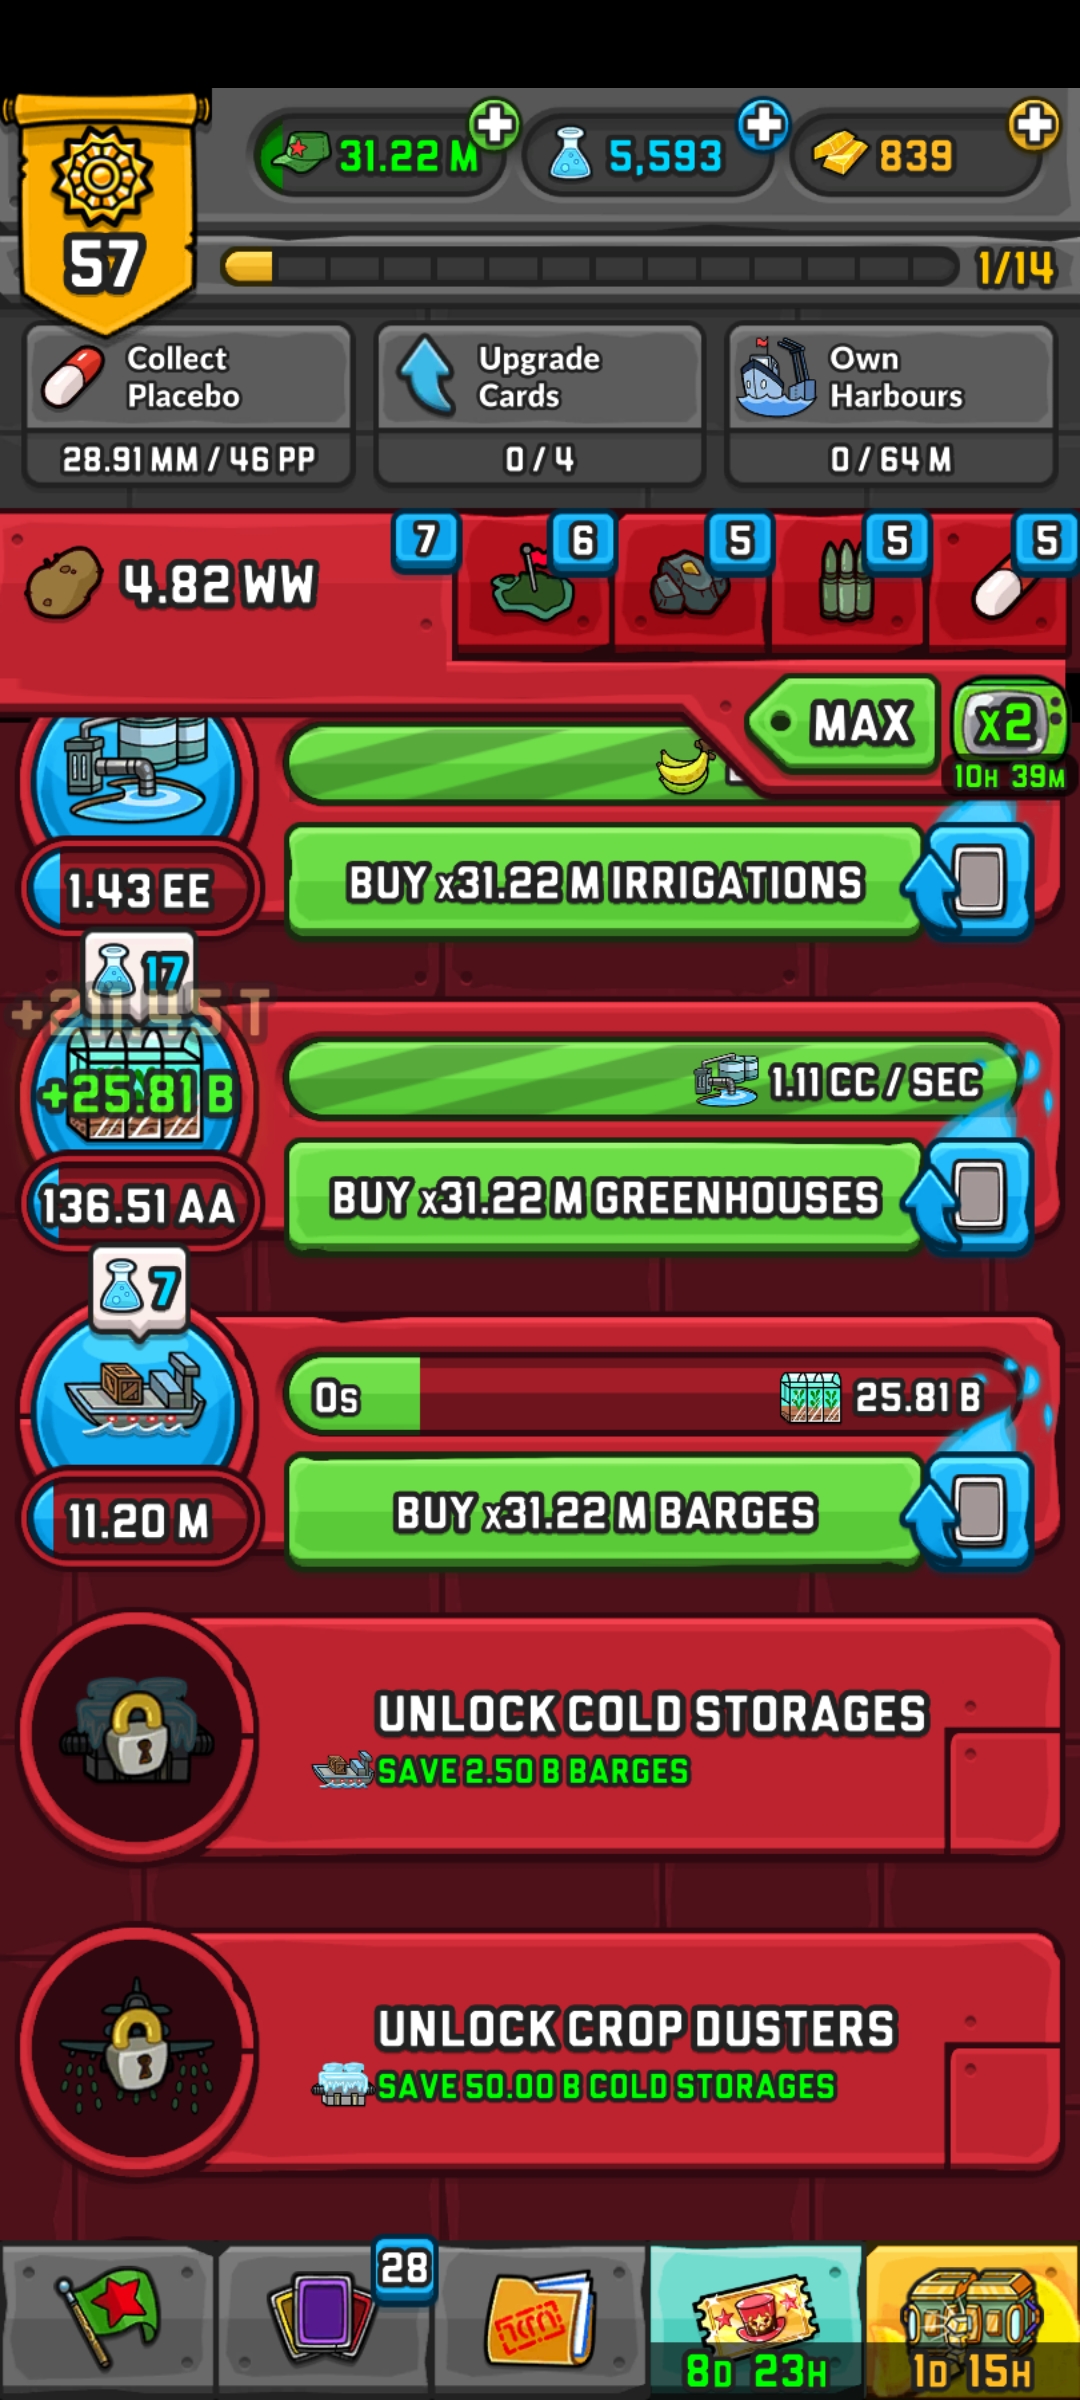 31.22 M
5,593
839
57
1/14
Collect
Placebo
28.91 MM / 46 PP
Upgrade
Cards
0 / 4
Own
Harbours
0 / 64 M
4.82 WW
7
6
5
5
5
MAX
x2
10H 39M
1.43 EE
BUY x31.22 M IRRIGATIONS
17
+25.81 B
1.11 CC / SEC
136.51 AA
BUY x31.22 M GREENHOUSES
7
0s
25.81 B
11.20 M
BUY x31.22 M BARGES
UNLOCK COLD STORAGES
SAVE 2.50 B BARGES
UNLOCK CROP DUSTERS
SAVE 50.00 B COLD STORAGES
28
8D 23H
1D 15H